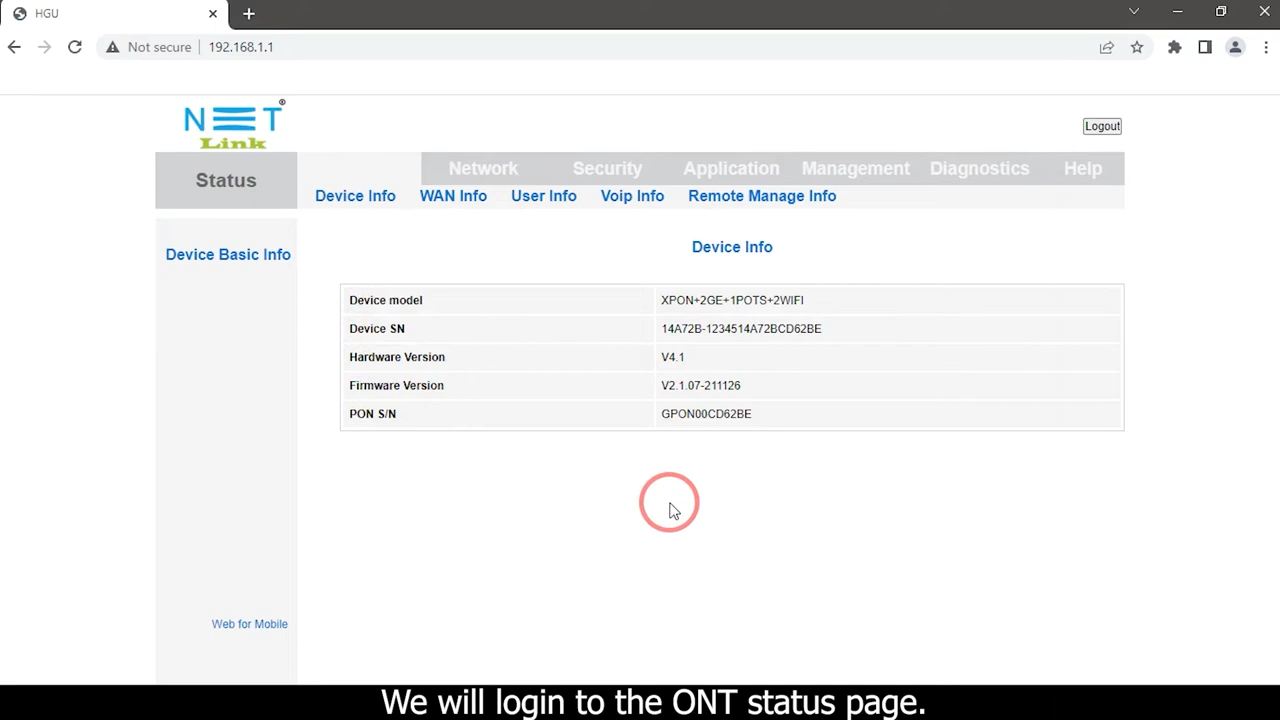 HGU
Not secure 192.168.1.1
NET®
Link
Logout
Status Network Security Application Management Diagnostics Help
Device Info WAN Info User Info Voip Info Remote Manage Info
Device Basic Info
Device Info
Device model XPON+2GE+1POTS+2WIFI
Device SN 14A72B-1234514A72BCD62BE
Hardware Version V4.1
Firmware Version V2.1.07-211126
PON S/N GPON00CD62BE
Web for Mobile
We will login to the ONT status page.